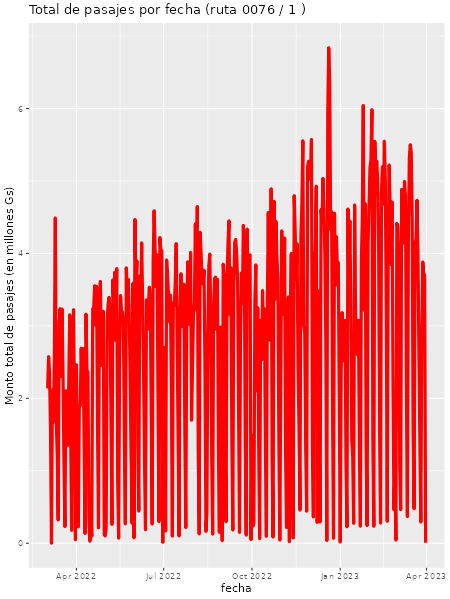 Total de pasajes por fecha (ruta 0076 / 1 )
Monto total de pasajes (en millones Gs)
6
4
2
0
Apr 2022
Jul 2022
Oct 2022
Jan 2023
Apr 2023
fecha